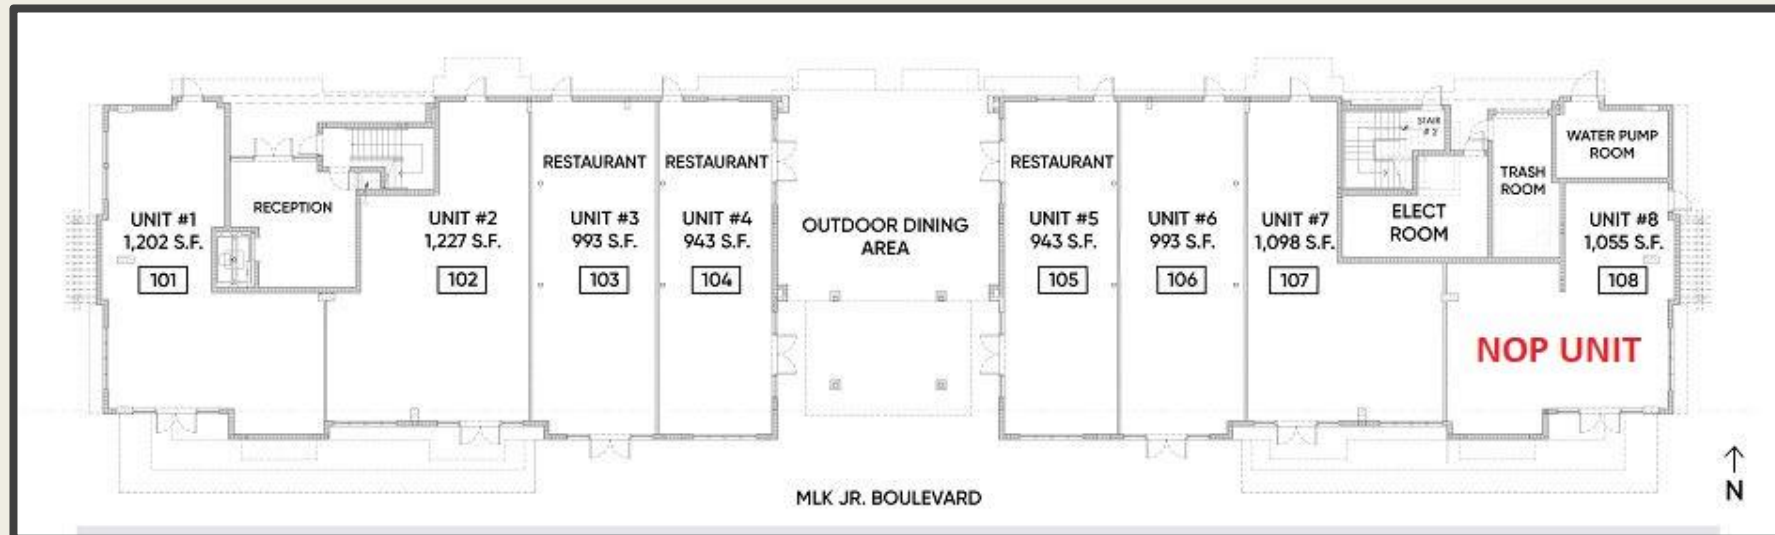 UNIT #1
1,202 S.F.
101
RECEPTION
UNIT #2
1,227 S.F.
102
RESTAURANT
UNIT #3
993 S.F.
103
RESTAURANT
UNIT #4
943 S.F.
104
OUTDOOR DINING
AREA
RESTAURANT
UNIT #5
943 S.F.
105
UNIT #6
993 S.F.
106
UNIT #7
1,098 S.F.
107
STAIR
# 2
ELECT
ROOM
TRASH
ROOM
WATER PUMP
ROOM
UNIT #8
1,055 S.F.
108
NOP UNIT
MLK JR. BOULEVARD
N